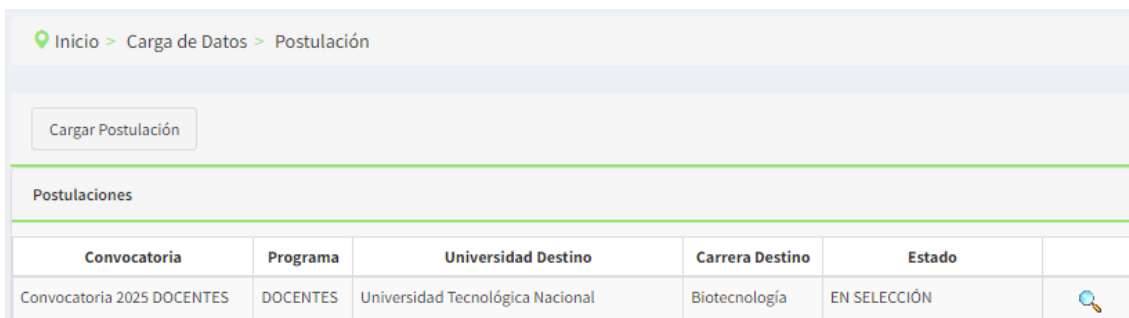 Inicio > Carga de Datos > Postulación
Cargar Postulación
Postulaciones
Convocatoria Programa Universidad Destino Carrera Destino Estado
Convocatoria 2025 DOCENTES DOCENTES Universidad Tecnológica Nacional Biotecnología EN SELECCIÓN